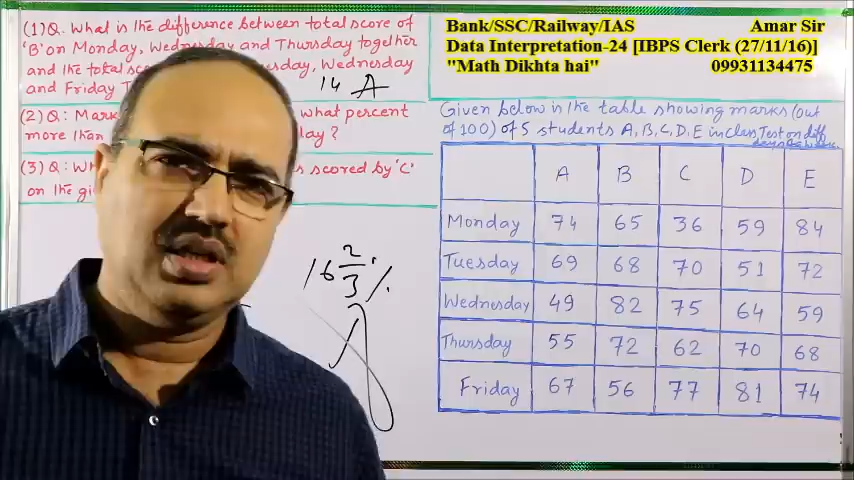 (1)Q. What is the difference between total score of
'B' on Monday, Wednesday and Thursday together
and the total sco esday, Wednesday
and Friday T 14 A
(2)Q: Mark what percent
more than day?
(3)Q: Wh s scored by 'C'
on the gi
16 2/3 %
Bank/SSC/Railway/IAS Amar Sir
Data Interpretation-24 [IBPS Clerk (27/11/16)]
"Math Dikhta hai" 09931134475
Given below is the table showing marks (out
of 100) of 5 students A, B, C, D, E in class Test on diff
days
A B C D E
Monday 74 65 36 59 84
Tuesday 69 68 70 51 72
Wednesday 49 82 75 64 59
Thursday 55 72 62 70 68
Friday 67 56 77 81 74